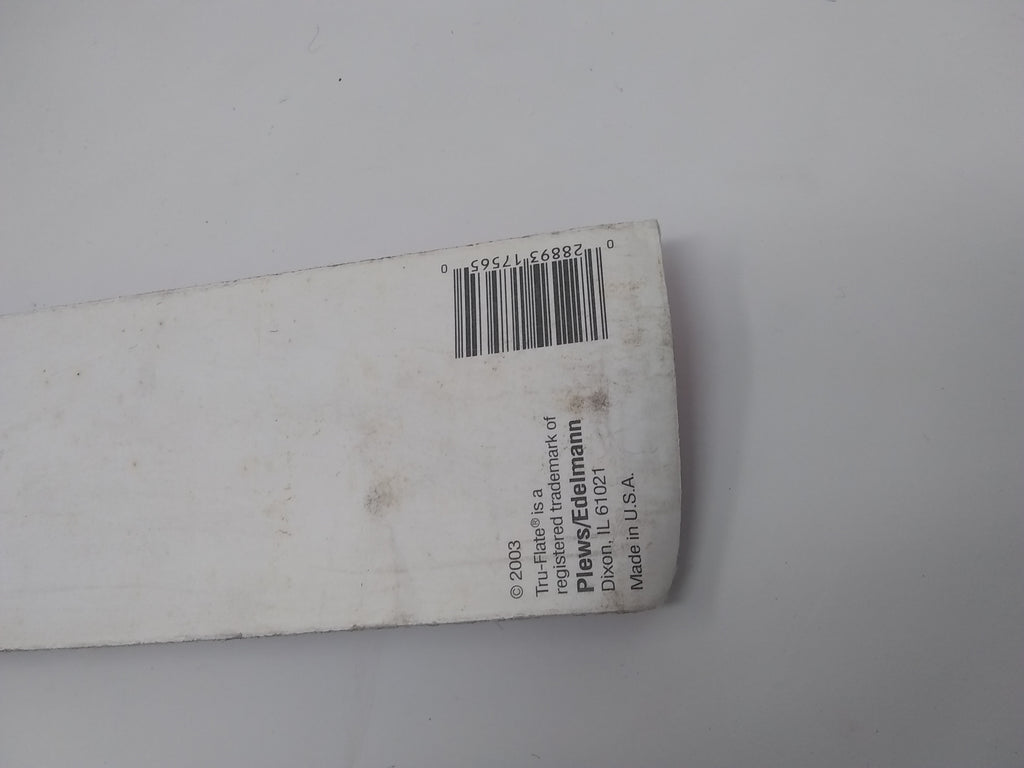 0 28893 17565 0
© 2003
Tru-Flate® is a
registered trademark of
Plews/Edelmann
Dixon, IL 61021
Made in U.S.A.